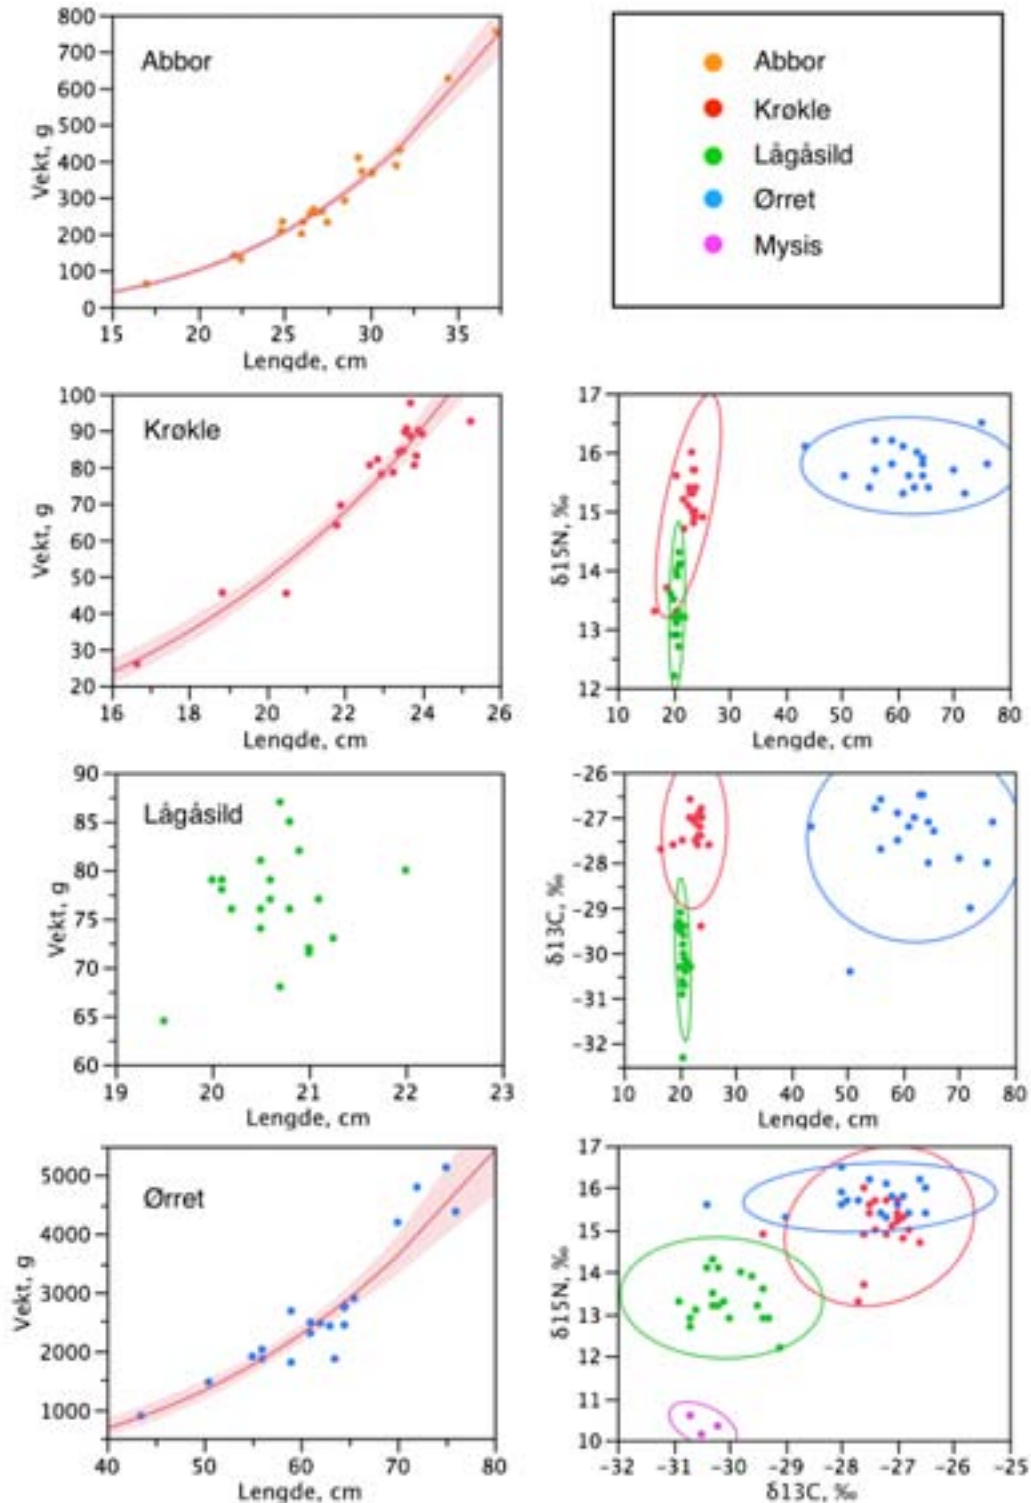 800
700
600
500
400
300
200
100
0
Vekt, g
Abbor
15 20 25 30 35
Lengde, cm
Abbor
Krøkle
Lågåsild
Ørret
Mysis
100
90
80
70
60
50
40
30
20
Vekt, g
Krøkle
16 18 20 22 24 26
Lengde, cm
17
16
15
14
13
12
δ15N, ‰
10 20 30 40 50 60 70 80
Lengde, cm
90
85
80
75
70
65
60
Vekt, g
Lågåsild
19 20 21 22 23
Lengde, cm
-26
-27
-28
-29
-30
-31
-32
δ13C, ‰
10 20 30 40 50 60 70 80
Lengde, cm
5000
4000
3000
2000
1000
Vekt, g
Ørret
40 50 60 70 80
Lengde, cm
17
16
15
14
13
12
11
10
δ15N, ‰
-32 -31 -30 -29 -28 -27 -26 -25
δ13C, ‰